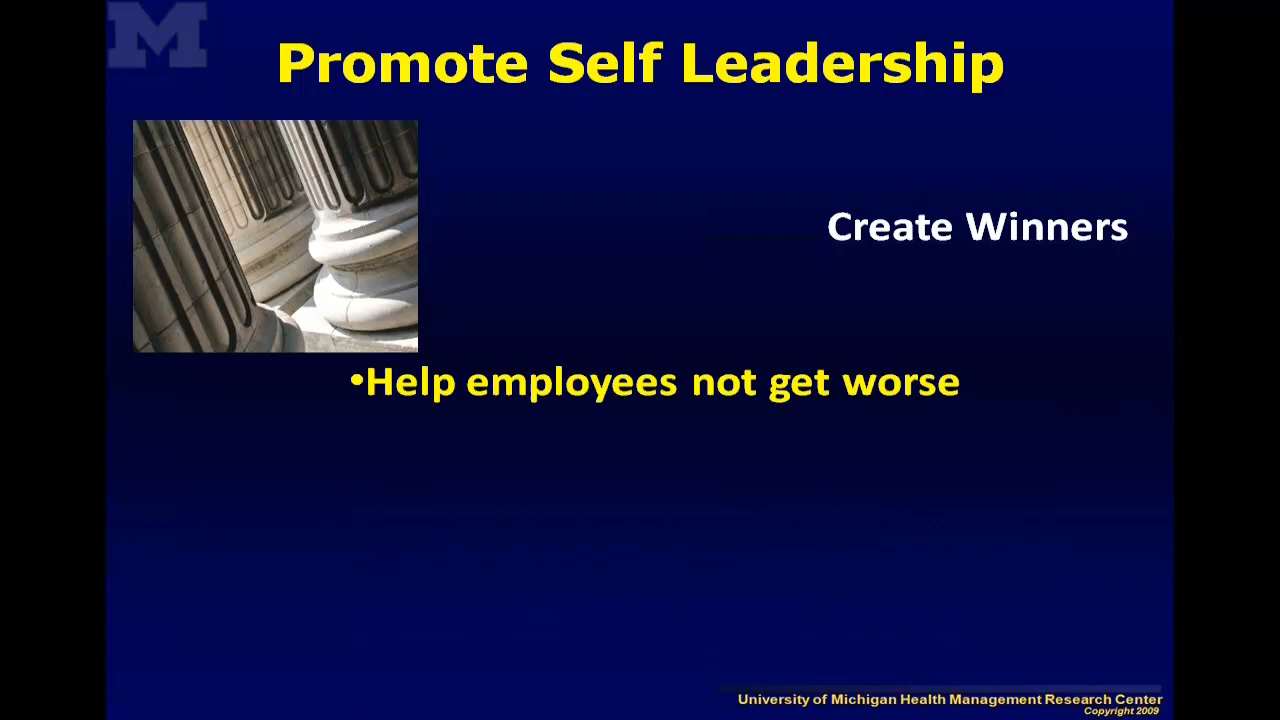 M
Promote Self Leadership
Create Winners
•Help employees not get worse
University of Michigan Health Management Research Center
Copyright 2009